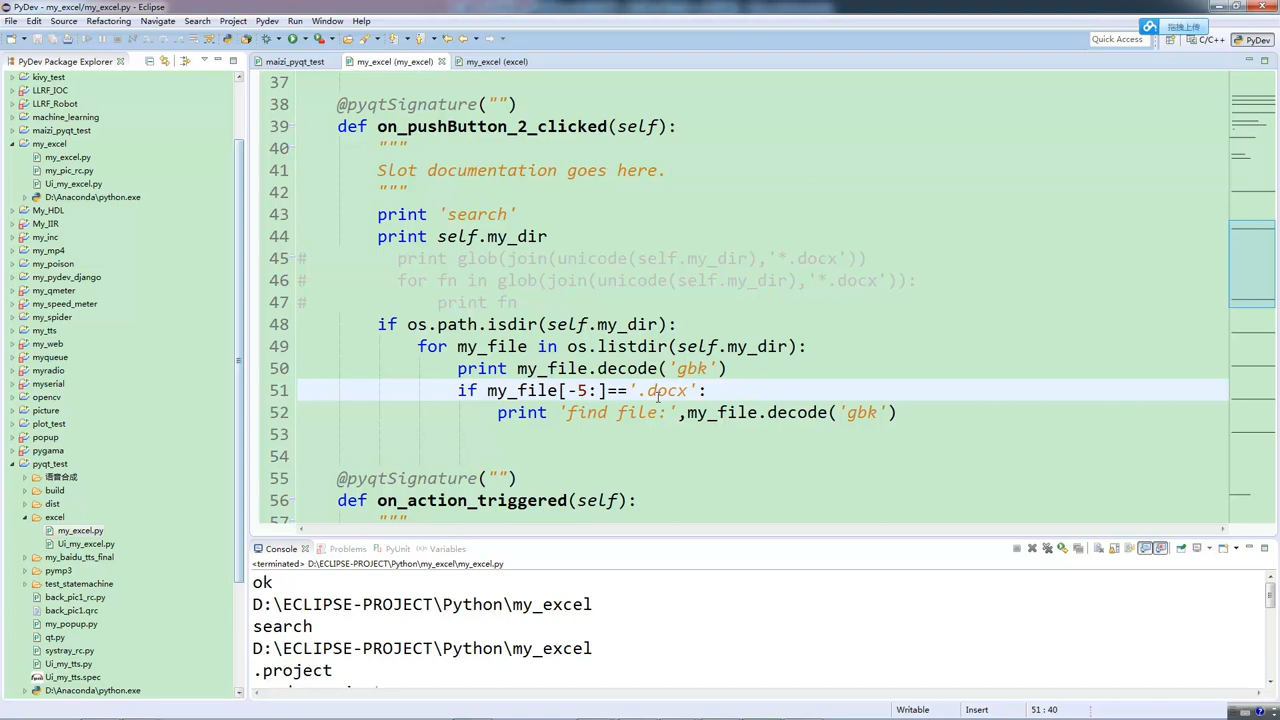 PyDev - my_excel/my_excel.py - Eclipse
File Edit Source Refactoring Navigate Search Project Pydev Run Window Help
拖拽上传
Quick Access
C/C++
PyDev
PyDev Package Explorer
maizi_pyqt_test
my_excel (my_excel)
my_excel (excel)
kivy_test
LLRF_IOC
LLRF_Robot
machine_learning
maizi_pyqt_test
my_excel
my_excel.py
my_pic_rc.py
Ui_my_excel.py
D:\Anaconda\python.exe
My_HDL
My_IIR
my_inc
my_mp4
my_poison
my_pydev_django
my_qmeter
my_speed_meter
my_spider
my_tts
my_web
myqueue
myradio
myserial
opencv
picture
plot
popup
pygama
pyqt_test
语音合成
build
dist
excel
my_excel.py
Ui_my_excel.py
my_baidu_tts_final
pymp3
test_statemachine
back_pic1_rc.py
back_pic1.qrc
my_popup.py
qt.py
systray_rc.py
Ui_my_tts.py
Ui_my_tts.spec
D:\Anaconda\python.exe
37
38 @pyqtSignature("")
39 def on_pushButton_2_clicked(self):
40 """
41 Slot documentation goes here.
42 """
43 print 'search'
44 print self.my_dir
45 # print glob(join(unicode(self.my_dir),'*.docx'))
46 # for fn in glob(join(unicode(self.my_dir),'*.docx')):
47 # print fn
48 if os.path.isdir(self.my_dir):
49 for my_file in os.listdir(self.my_dir):
50 print my_file.decode('gbk')
51 if my_file[-5:]=='.docx':
52 print 'find file:',my_file.decode('gbk')
53
54
55 @pyqtSignature("")
56 def on_action_triggered(self):
57 """
Console Problems PyUnit Variables
<terminated> D:\ECLIPSE-PROJECT\Python\my_excel\my_excel.py
ok
D:\ECLIPSE-PROJECT\Python\my_excel
search
D:\ECLIPSE-PROJECT\Python\my_excel
.project
Writable Insert 51 : 40